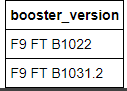 booster_version
F9 FT B1022
F9 FT B1031.2